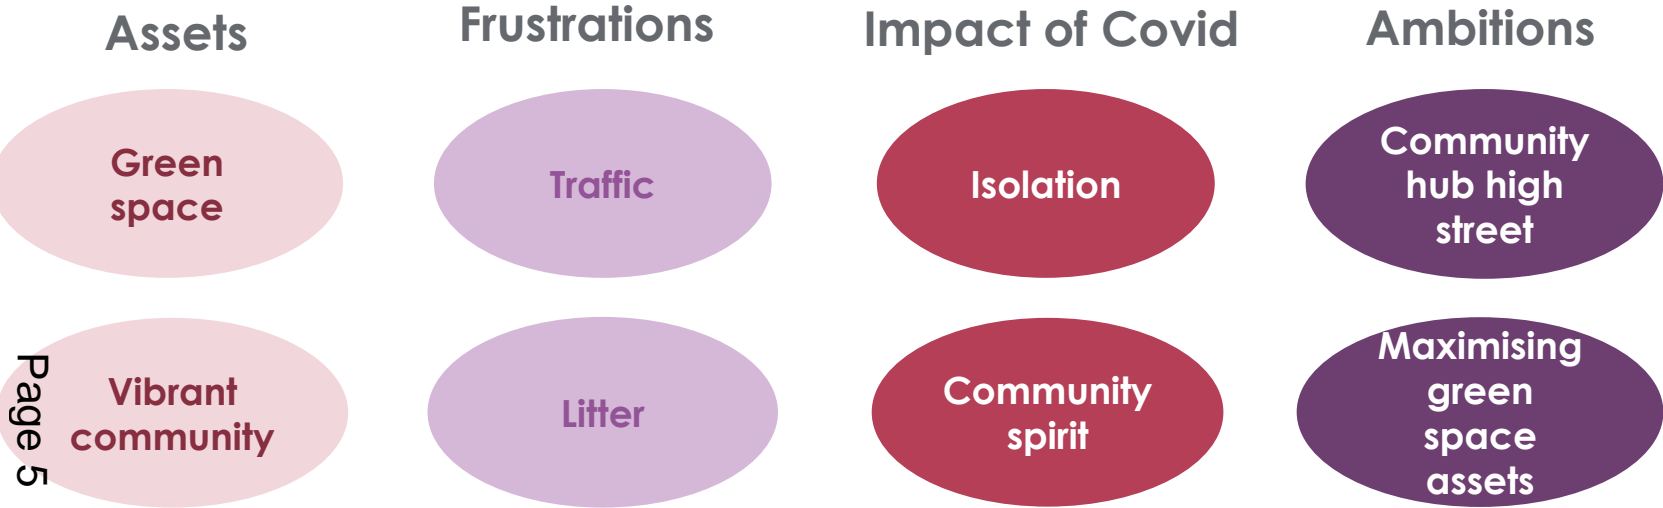 Assets
Frustrations
Impact of Covid
Ambitions
Green
space
Traffic
Isolation
Community
hub high
street
Vibrant
community
Litter
Community
spirit
Maximising
green
space
assets
Page 5